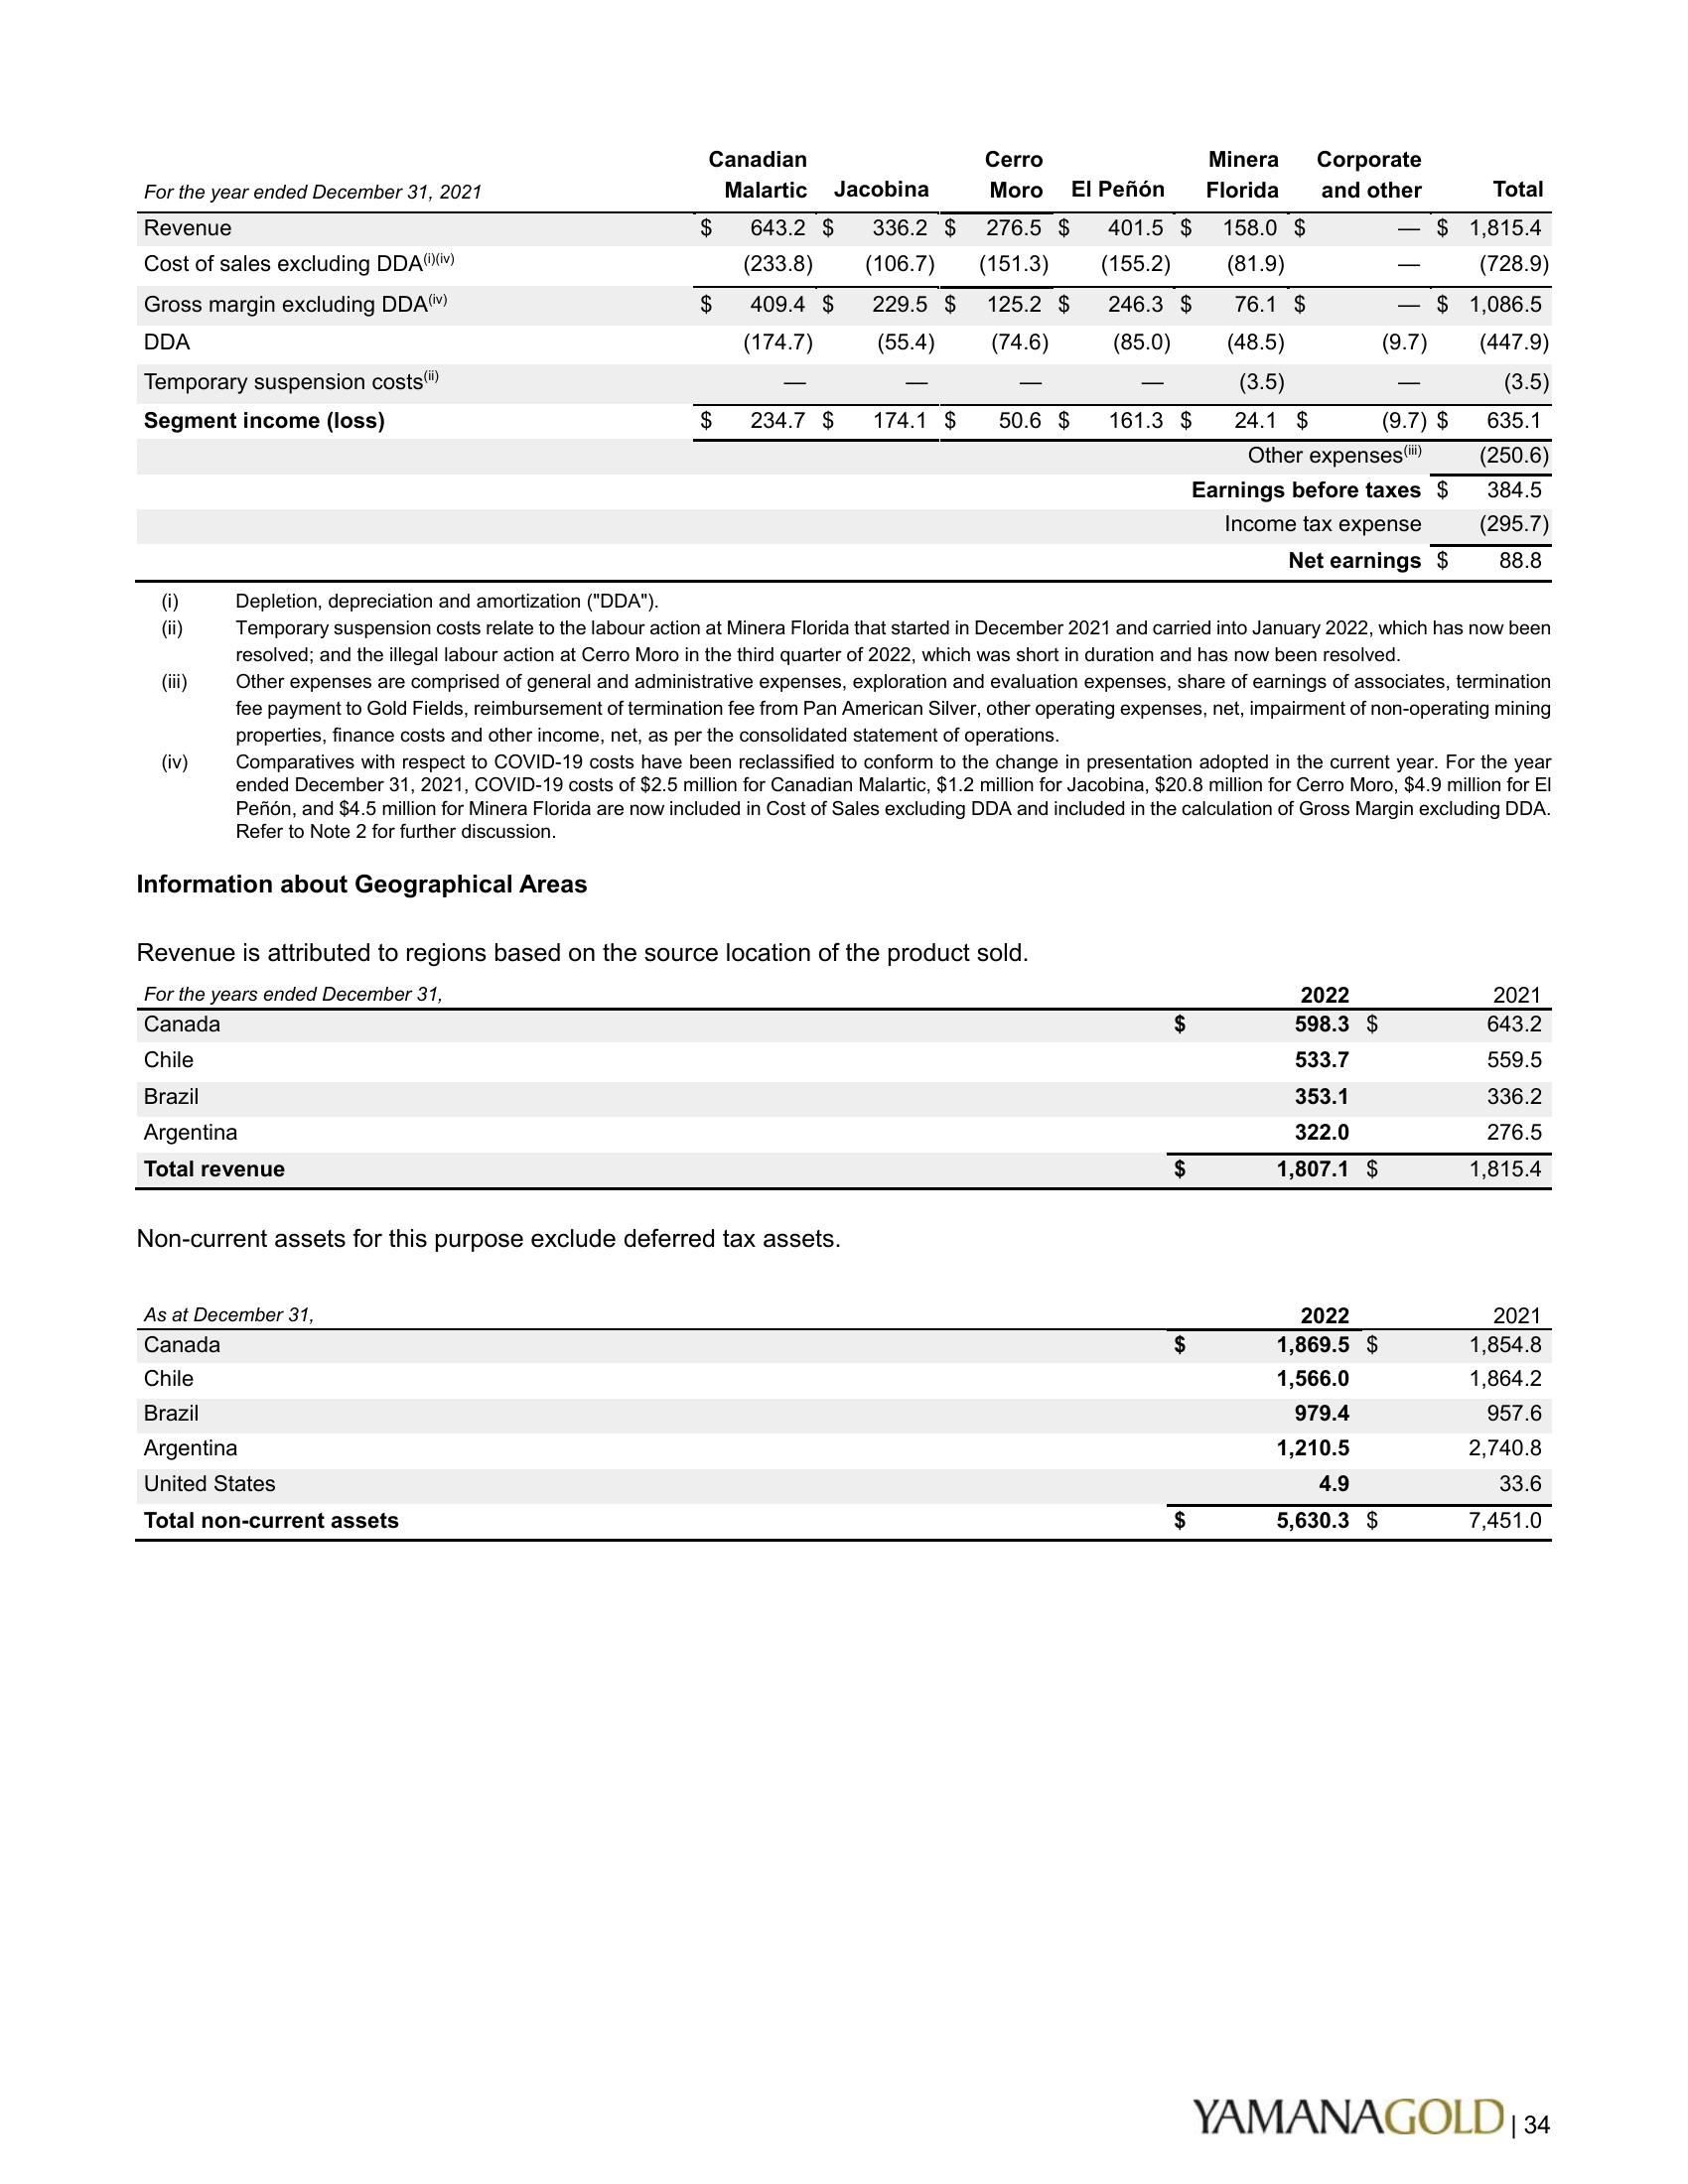 For the year ended December 31, 2021 Canadian Malartic Jacobina Cerro Moro El Peñón Minera Florida Corporate and other Total
Revenue $ 643.2 $ 336.2 $ 276.5 $ 401.5 $ 158.0 $ — $ 1,815.4
Cost of sales excluding DDA(i)(iv) (233.8) (106.7) (151.3) (155.2) (81.9) — (728.9)
Gross margin excluding DDA(iv) $ 409.4 $ 229.5 $ 125.2 $ 246.3 $ 76.1 $ — $ 1,086.5
DDA (174.7) (55.4) (74.6) (85.0) (48.5) (9.7) (447.9)
Temporary suspension costs(ii) — — — — (3.5) — (3.5)
Segment income (loss) $ 234.7 $ 174.1 $ 50.6 $ 161.3 $ 24.1 $ (9.7) $ 635.1
Other expenses(iii) (250.6)
Earnings before taxes $ 384.5
Income tax expense (295.7)
Net earnings $ 88.8
(i) Depletion, depreciation and amortization ("DDA").
(ii) Temporary suspension costs relate to the labour action at Minera Florida that started in December 2021 and carried into January 2022, which has now been
resolved; and the illegal labour action at Cerro Moro in the third quarter of 2022, which was short in duration and has now been resolved.
(iii) Other expenses are comprised of general and administrative expenses, exploration and evaluation expenses, share of earnings of associates, termination
fee payment to Gold Fields, reimbursement of termination fee from Pan American Silver, other operating expenses, net, impairment of non-operating mining
properties, finance costs and other income, net, as per the consolidated statement of operations.
(iv) Comparatives with respect to COVID-19 costs have been reclassified to conform to the change in presentation adopted in the current year. For the year
ended December 31, 2021, COVID-19 costs of $2.5 million for Canadian Malartic, $1.2 million for Jacobina, $20.8 million for Cerro Moro, $4.9 million for El
Peñón, and $4.5 million for Minera Florida are now included in Cost of Sales excluding DDA and included in the calculation of Gross Margin excluding DDA.
Refer to Note 2 for further discussion.
Information about Geographical Areas
Revenue is attributed to regions based on the source location of the product sold.
For the years ended December 31, 2022 2021
Canada $ 598.3 $ 643.2
Chile 533.7 559.5
Brazil 353.1 336.2
Argentina 322.0 276.5
Total revenue $ 1,807.1 $ 1,815.4
Non-current assets for this purpose exclude deferred tax assets.
As at December 31, 2022 2021
Canada $ 1,869.5 $ 1,854.8
Chile 1,566.0 1,864.2
Brazil 979.4 957.6
Argentina 1,210.5 2,740.8
United States 4.9 33.6
Total non-current assets $ 5,630.3 $ 7,451.0
YAMANAGOLD | 34